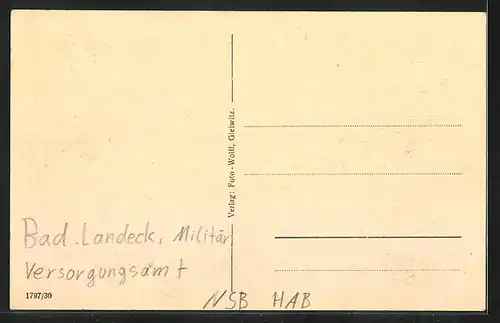 Verlag: Foto-Wolff, Gleiwitz.
Bad. Landeck, Militär
Versorgungsamt
1797/30
NSB HAB